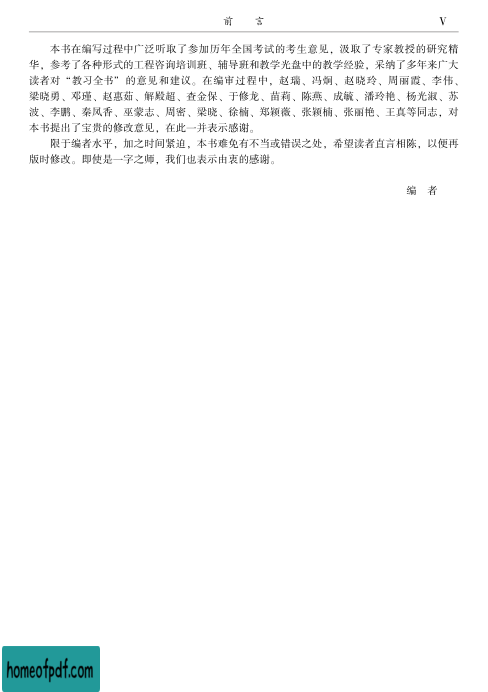 前 言 V
本书在编写过程中广泛听取了参加历年全国考试的考生意见，汲取了专家教授的研究精
华，参考了各种形式的工程咨询培训班、辅导班和教学光盘中的教学经验，采纳了多年来广大
读者对“教习全书”的意见和建议。在编审过程中，赵瑞、冯炯、赵晓玲、周丽霞、李伟、
梁晓勇、邓瑾、赵惠茹、解殿超、查金保、于修龙、苗莉、陈燕、成毓、潘玲艳、杨光淑、苏
波、李鹏、秦凤香、巫蒙志、周密、梁晓、徐楠、郑颖薇、张颖楠、张丽艳、王真等同志，对
本书提出了宝贵的修改意见，在此一并表示感谢。
限于编者水平，加之时间紧迫，本书难免有不当或错误之处，希望读者直言相陈，以便再
版时修改。即使是一字之师，我们也表示由衷的感谢。
编 者
homeofpdf.com